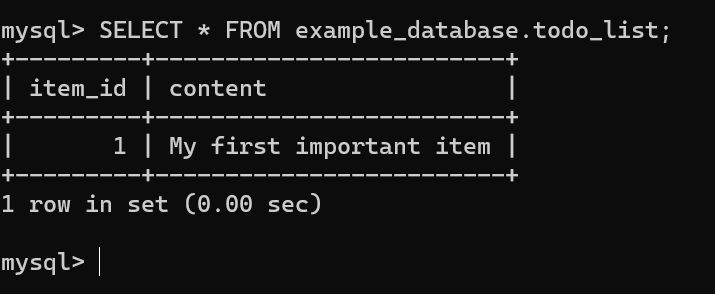 mysql> SELECT * FROM example_database.todo_list;
+---------+-------------------------+
| item_id | content                 |
+---------+-------------------------+
|       1 | My first important item |
+---------+-------------------------+
1 row in set (0.00 sec)
mysql>